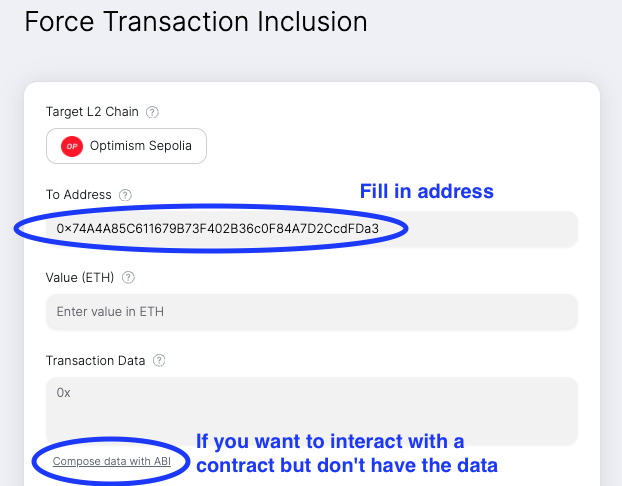 Force Transaction Inclusion
Target L2 Chain ?
OP Optimism Sepolia
To Address ?
Fill in address
0x74A4A85C611679B73F402B36c0F84A7D2CcdFDa3
Value (ETH) ?
Enter value in ETH
Transaction Data ?
0x
If you want to interact with a
contract but don't have the data
Compose data with ABI